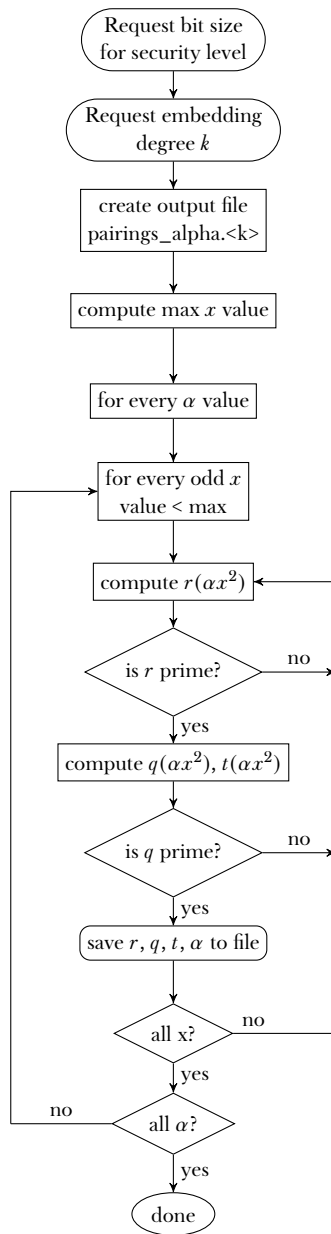 Request bit size
for security level
Request embedding
degree k
create output file
pairings_alpha.<k>
compute max x value
for every α value
for every odd x
value < max
compute r(αx²)
is r prime?
no
yes
compute q(αx²), t(αx²)
is q prime?
no
yes
save r, q, t, α to file
all x?
no
yes
all α?
no
yes
done